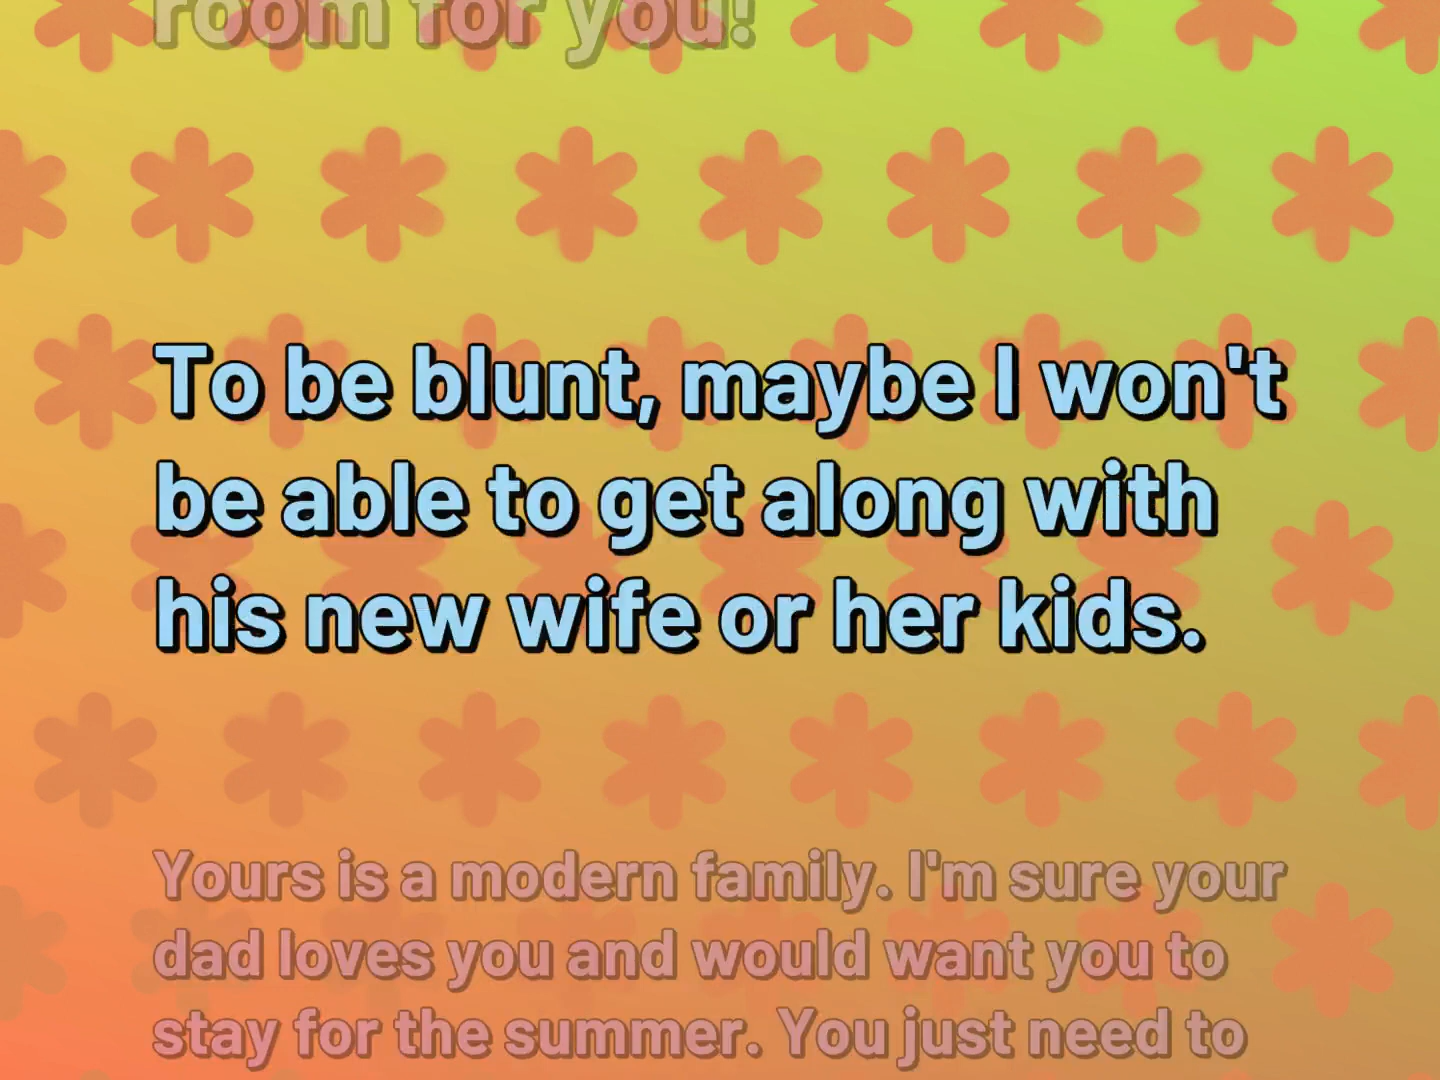 room for you!
To be blunt, maybe I won't
be able to get along with
his new wife or her kids.
Yours is a modern family. I'm sure your
dad loves you and would want you to
stay for the summer. You just need to